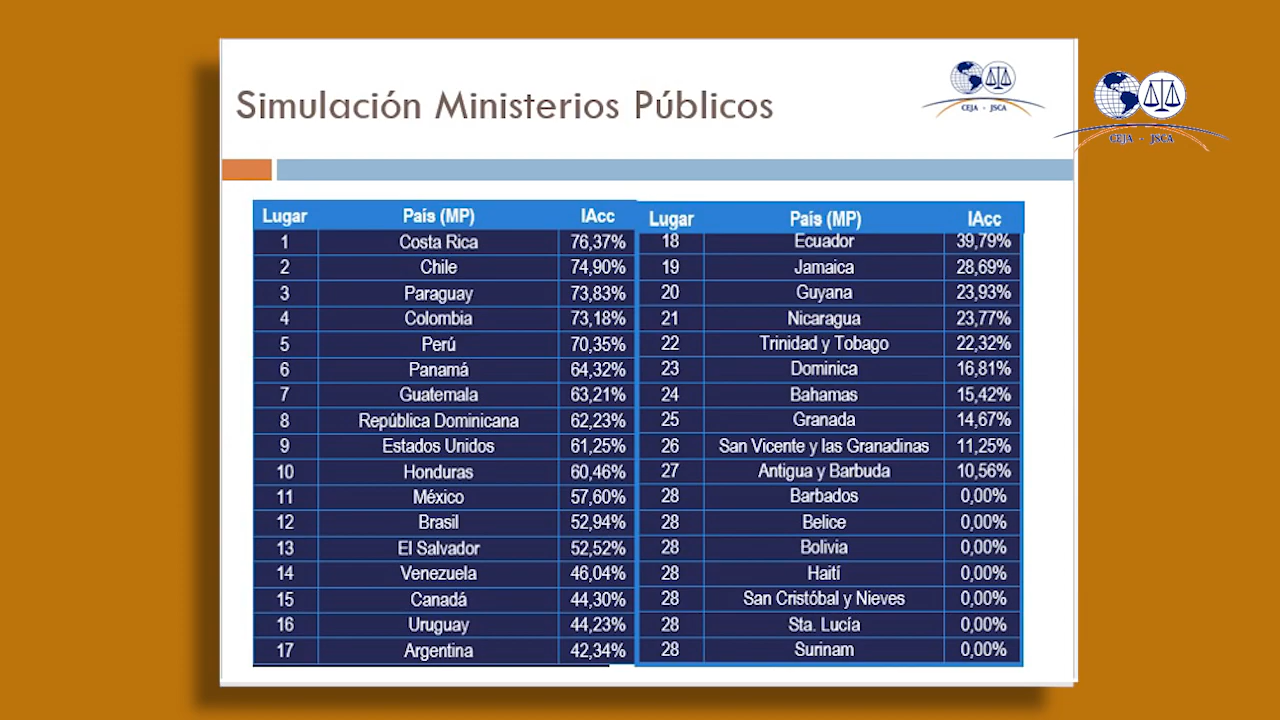 Simulación Ministerios Públicos
CEJA - JSCA
CEJA - JSCA
Lugar País (MP) IAcc
1 Costa Rica 76,37%
2 Chile 74,90%
3 Paraguay 73,83%
4 Colombia 73,18%
5 Perú 70,35%
6 Panamá 64,32%
7 Guatemala 63,21%
8 República Dominicana 62,23%
9 Estados Unidos 61,25%
10 Honduras 60,46%
11 México 57,60%
12 Brasil 52,94%
13 El Salvador 52,52%
14 Venezuela 46,04%
15 Canadá 44,30%
16 Uruguay 44,23%
17 Argentina 42,34%
Lugar País (MP) IAcc
18 Ecuador 39,79%
19 Jamaica 28,69%
20 Guyana 23,93%
21 Nicaragua 23,77%
22 Trinidad y Tobago 22,32%
23 Dominica 16,81%
24 Bahamas 15,42%
25 Granada 14,67%
26 San Vicente y las Granadinas 11,25%
27 Antigua y Barbuda 10,56%
28 Barbados 0,00%
28 Belice 0,00%
28 Bolivia 0,00%
28 Haití 0,00%
28 San Cristóbal y Nieves 0,00%
28 Sta. Lucía 0,00%
28 Surinam 0,00%